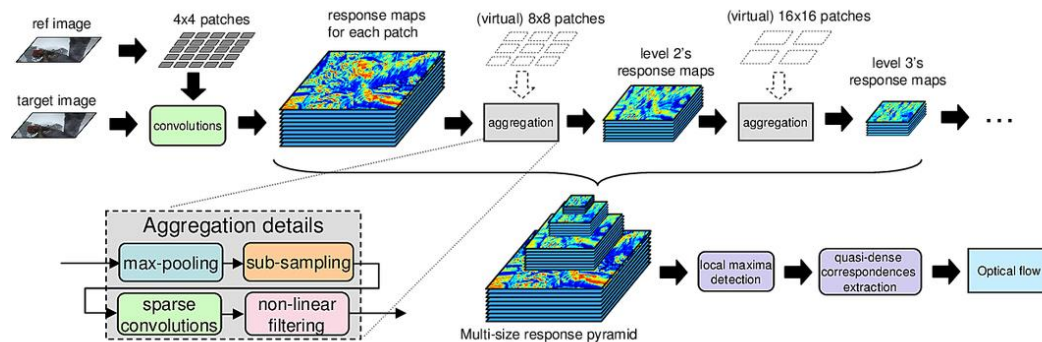 ref image
4x4 patches
response maps
for each patch
(virtual) 8x8 patches
level 2's
response maps
(virtual) 16x16 patches
level 3's
response maps
target image
convolutions
aggregation
aggregation
...
Aggregation details
max-pooling
sub-sampling
sparse
convolutions
non-linear
filtering
Multi-size response pyramid
local maxima
detection
quasi-dense
correspondences
extraction
Optical flow